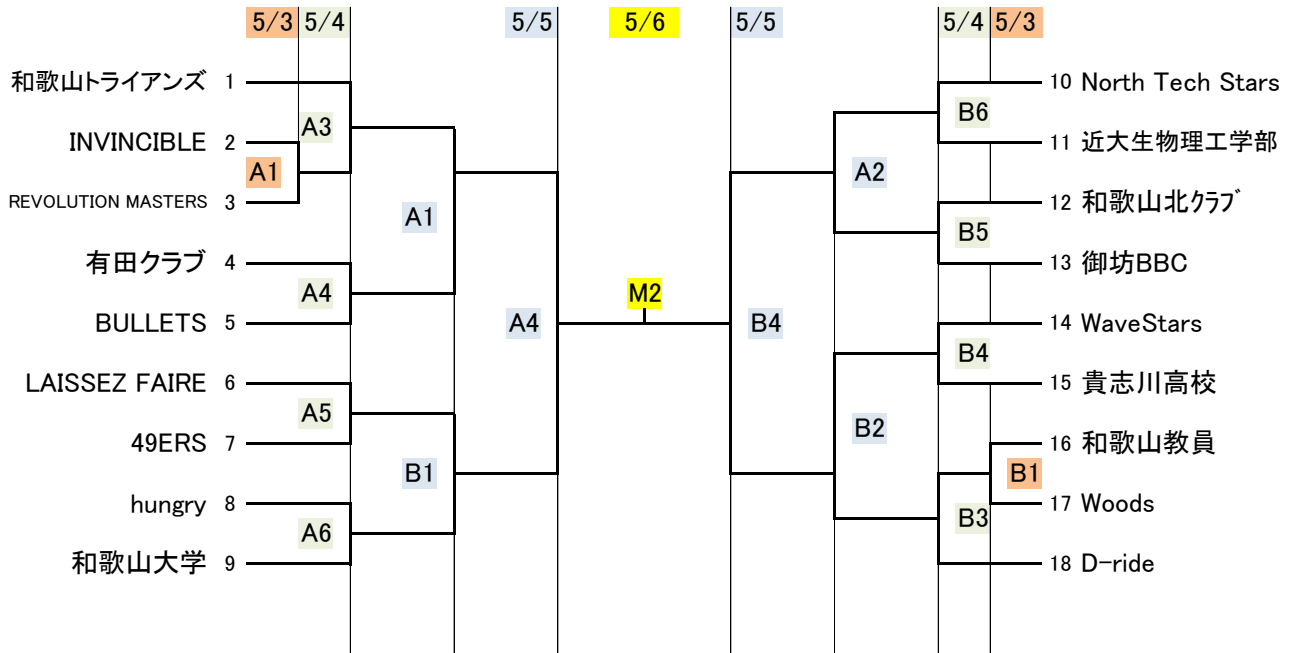 5/3 5/4 5/5 5/6 5/5 5/4 5/3
和歌山トライアンズ 1
10 North Tech Stars
A3
B6
INVINCIBLE 2
11 近大生物理工学部
A1
A2
REVOLUTION MASTERS 3
12 和歌山北クラブ
A1
B5
有田クラブ 4
13 御坊BBC
A4
M2
BULLETS 5
A4
B4
14 WaveStars
B4
LAISSEZ FAIRE 6
15 貴志川高校
A5
B2
49ERS 7
16 和歌山教員
B1
B1
hungry 8
17 Woods
A6
B3
和歌山大学 9
18 D-ride